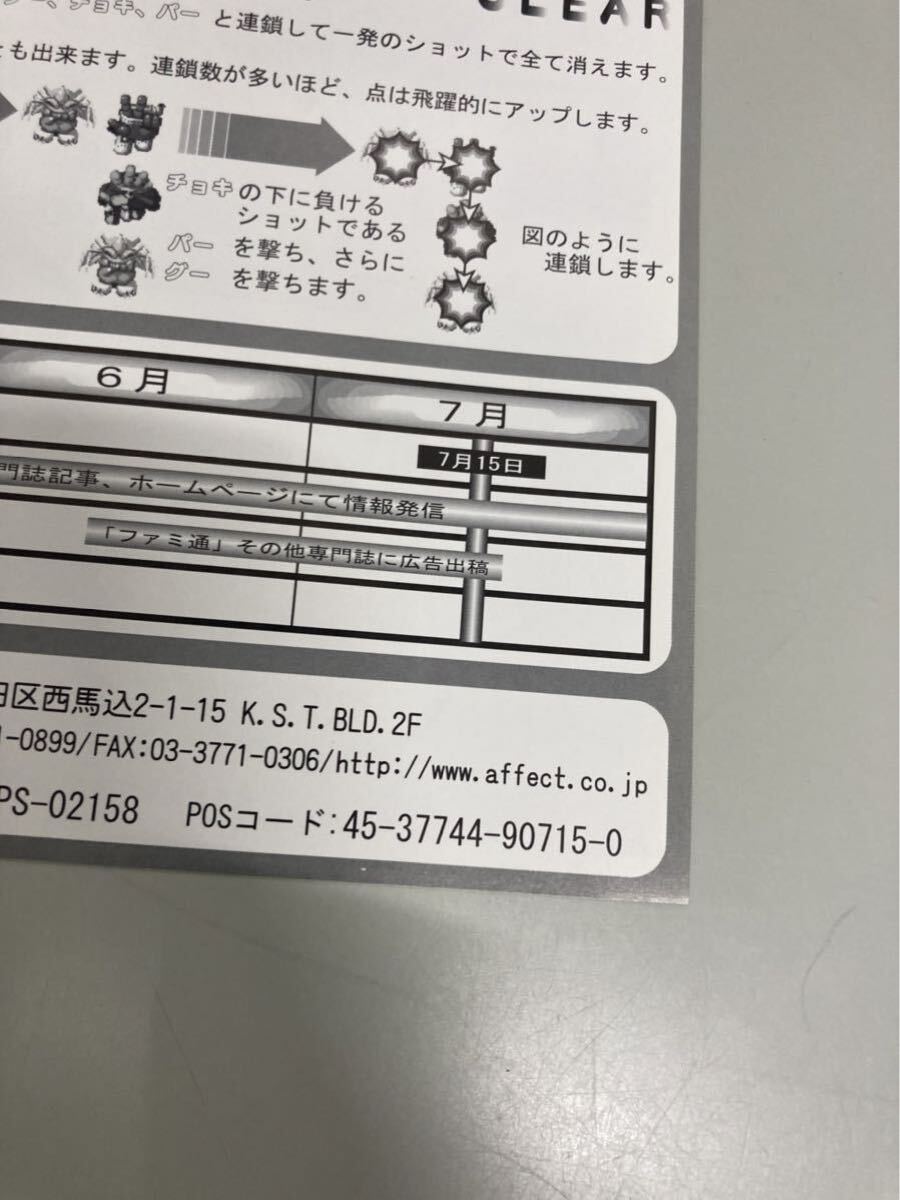 CLEAR
チョキ、パー と連鎖して一発のショットで全て消えます。
も出来ます。連鎖数が多いほど、点は飛躍的にアップします。
チョキ の下に負ける
ショットである
パー を撃ち、さらに
グー を撃ちます。
図のように
連鎖します。
6月
7月
7月15日
門誌記事、ホームページにて情報発信
「ファミ通」その他専門誌に広告出稿
田区西馬込2-1-15 K.S.T.BLD.2F
1-0899/FAX:03-3771-0306/http://www.affect.co.jp
PS-02158 POSコード:45-37744-90715-0